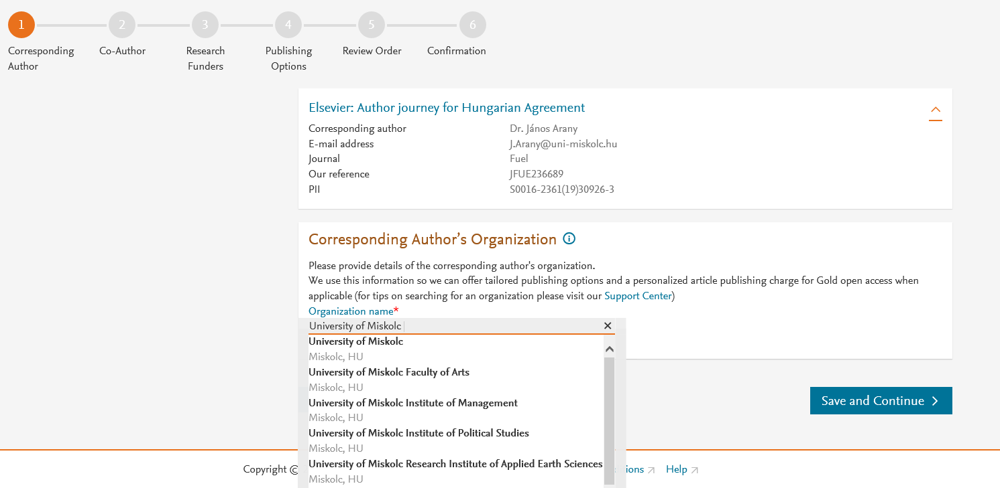 1
2
3
4
5
6
Corresponding
Author
Co-Author
Research
Funders
Publishing
Options
Review Order
Confirmation
Elsevier: Author journey for Hungarian Agreement
Corresponding author Dr. János Arany
E-mail address J.Arany@uni-miskolc.hu
Journal Fuel
Our reference JFUE236689
PII S0016-2361(19)30926-3
Corresponding Author's Organization
Please provide details of the corresponding author's organization.
We use this information so we can offer tailored publishing options and a personalized article publishing charge for Gold open access when
applicable (for tips on searching for an organization please visit our Support Center)
Organization name*
University of Miskolc
University of Miskolc
Miskolc, HU
University of Miskolc Faculty of Arts
Miskolc, HU
University of Miskolc Institute of Management
Miskolc, HU
University of Miskolc Institute of Political Studies
Miskolc, HU
University of Miskolc Research Institute of Applied Earth Sciences
Miskolc, HU
Save and Continue
Copyright © ions Help